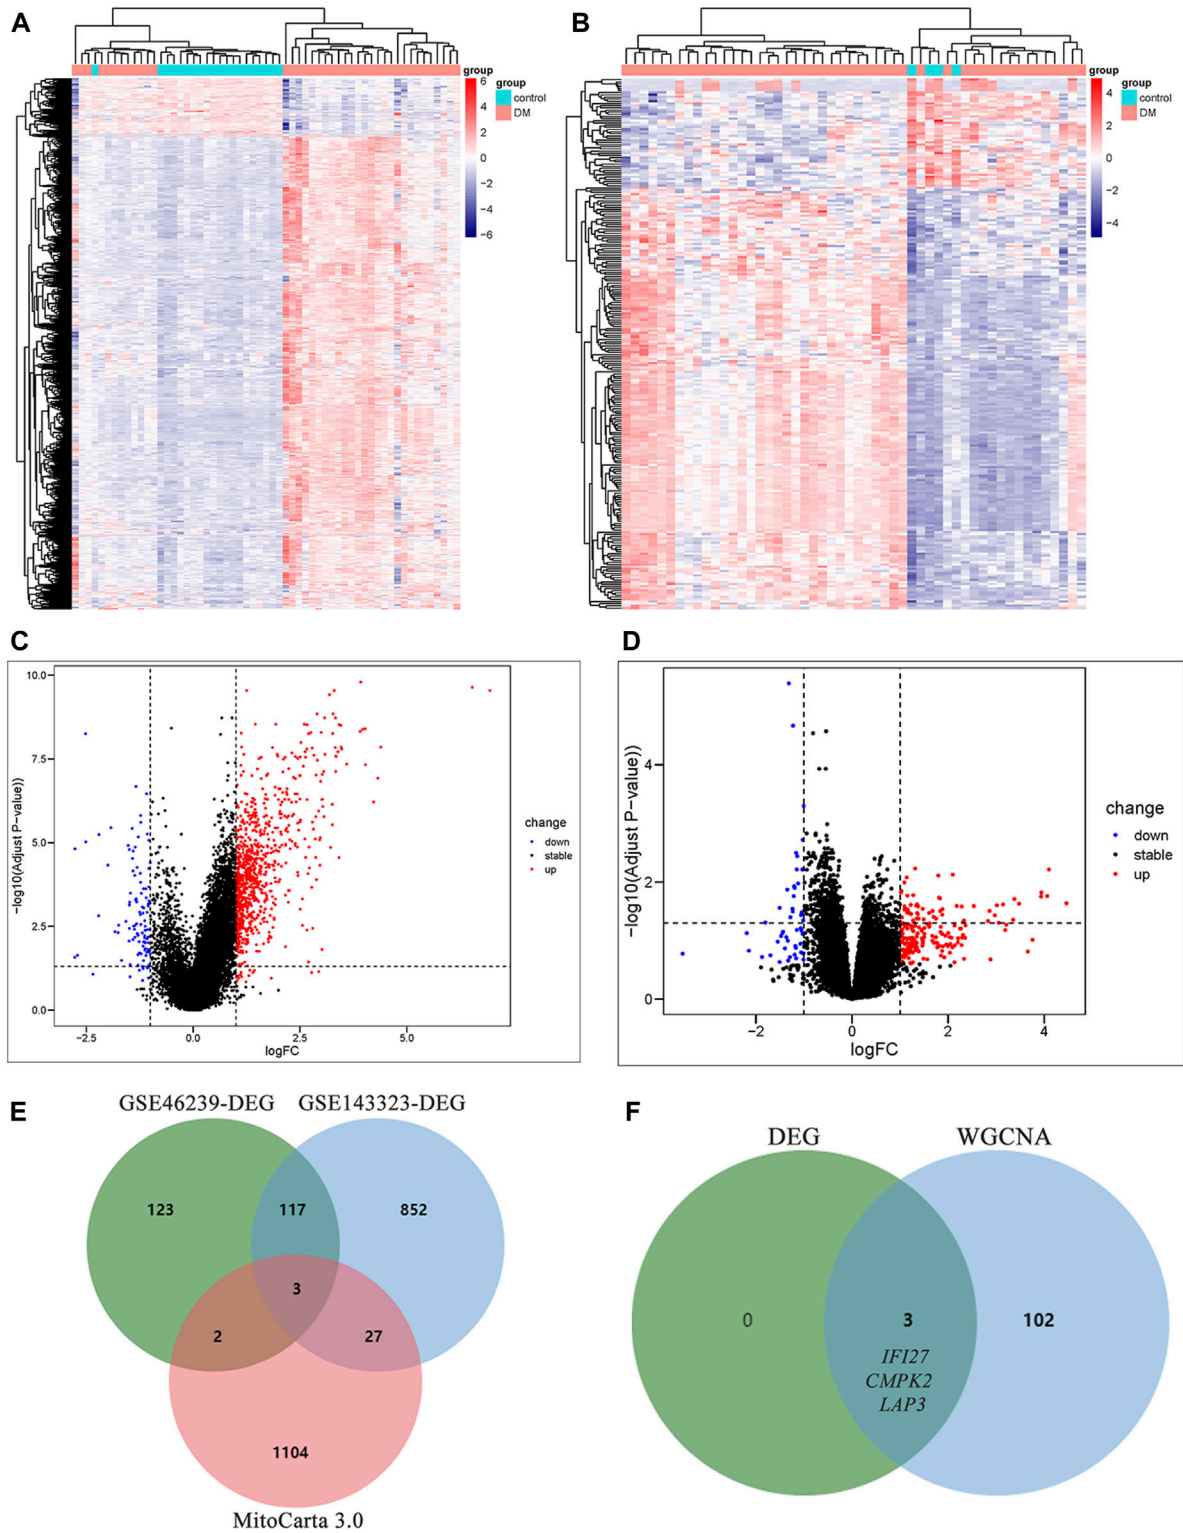 A
group
6
4
2
0
−2
−4
−6
group
control
DM
B
group
4
2
0
−2
−4
group
control
DM
C
10.0
7.5
5.0
2.5
0.0
−log10(Adjust P−value))
−2.5 0.0 2.5 5.0
logFC
change
down
stable
up
D
4
2
0
−log10(Adjust P−value))
−2 0 2 4
logFC
change
down
stable
up
E
GSE46239-DEG GSE143323-DEG
123 117 852
3
2 27
1104
MitoCarta 3.0
F
DEG WGCNA
0 3 102
IFI27
CMPK2
LAP3